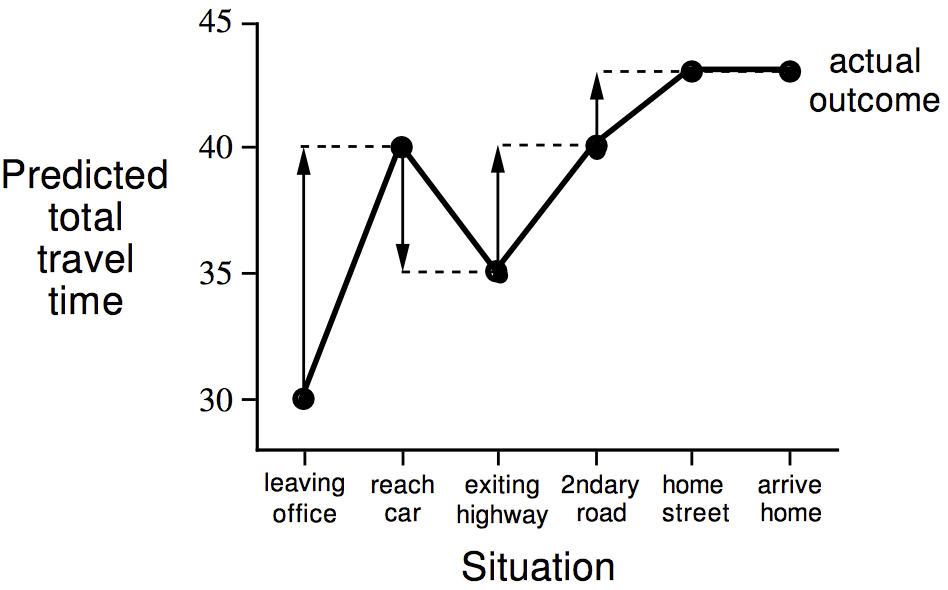 45
40
35
30
Predicted
total
travel
time
actual
outcome
leaving
office
reach
car
exiting
highway
2ndary
road
home
street
arrive
home
Situation